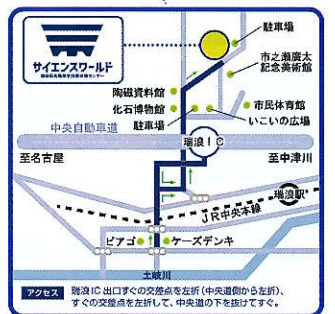 サイエンスワールド
駐車場
市之瀬廣太
記念美術館
陶磁資料館
化石博物館
駐車場
市民体育館
いこいの広場
中央自動車道
瑞浪IC
至名古屋
至中津川
瑞浪駅
JR中央本線
ピアゴ
ケーズデンキ
土岐川
アクセス 瑞浪IC出口すぐの交差点を左折(中央道側から左折)、
すぐの交差点を左折して、中央道の下を抜けてすぐ。